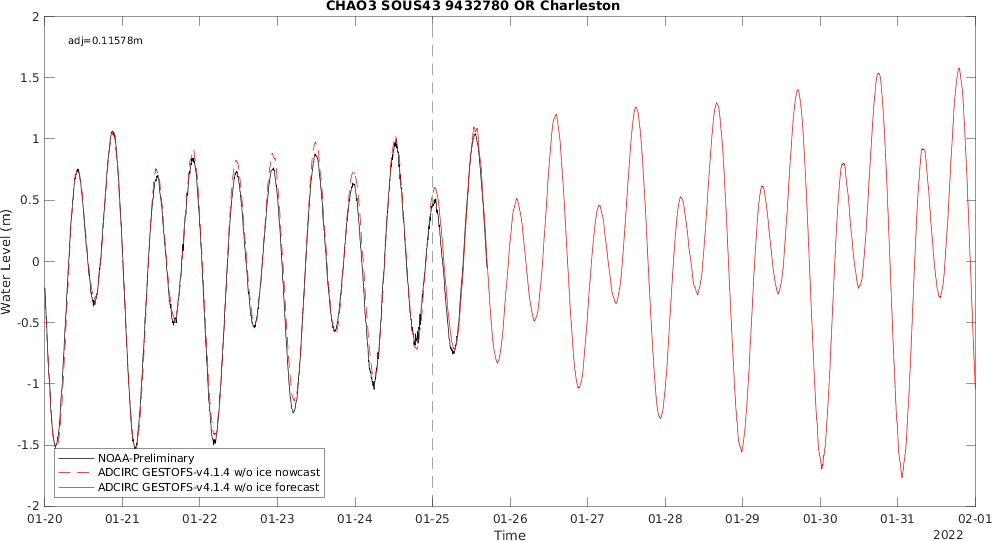 CHAO3 SOUS43 9432780 OR Charleston
adj=0.11578m
Water Level (m)
2
1.5
1
0.5
0
-0.5
-1
-1.5
-2
NOAA-Preliminary
ADCIRC GESTOFS-v4.1.4 w/o ice nowcast
ADCIRC GESTOFS-v4.1.4 w/o ice forecast
01-20 01-21 01-22 01-23 01-24 01-25 01-26 01-27 01-28 01-29 01-30 01-31 02-01
Time
2022